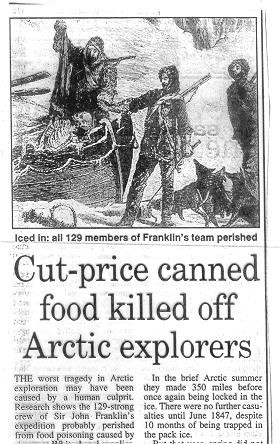 Iced in: all 129 members of Franklin's team perished
Cut-price canned
food killed off
Arctic explorers
THE worst tragedy in Arctic
exploration may have been
caused by a human culprit.
Research shows the 129-strong
crew of Sir John Franklin's
expedition probably perished
from food poisoning caused by
In the brief Arctic summer
they made 350 miles before
once again being locked in the
ice. There were no further casu-
alties until June 1847, despite
10 months of being trapped in
the pack ice.